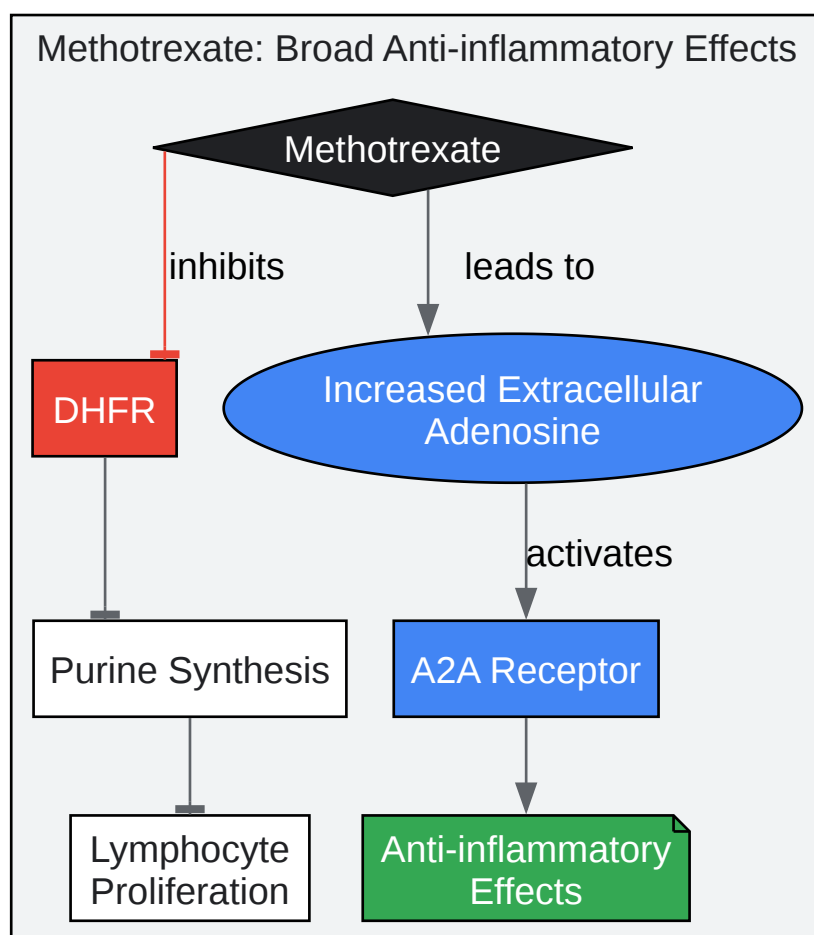 Methotrexate: Broad Anti-inflammatory Effects
Methotrexate
inhibits
leads to
DHFR
Increased Extracellular
Adenosine
activates
Purine Synthesis
A2A Receptor
Lymphocyte
Proliferation
Anti-inflammatory
Effects